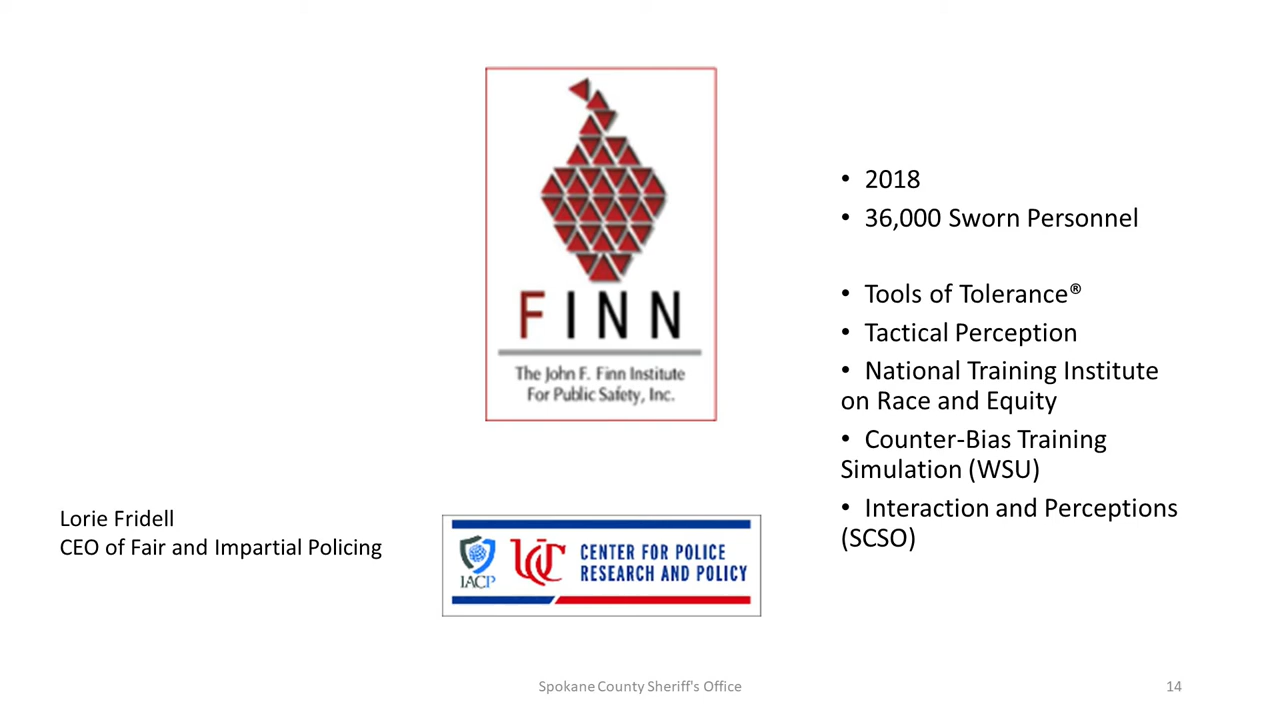 FINN
The John F. Finn Institute
For Public Safety, Inc.
Lorie Fridell
CEO of Fair and Impartial Policing
IACP
UC
CENTER FOR POLICE
RESEARCH AND POLICY
• 2018
• 36,000 Sworn Personnel
• Tools of Tolerance®
• Tactical Perception
• National Training Institute
on Race and Equity
• Counter-Bias Training
Simulation (WSU)
• Interaction and Perceptions
(SCSO)
Spokane County Sheriff's Office
14